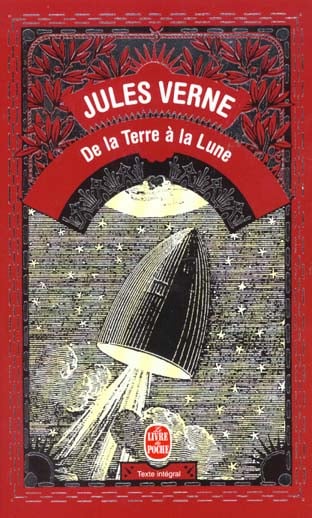 JULES VERNE
De la Terre à la Lune
Le
LIVRE
de
POCHE
Texte intégral